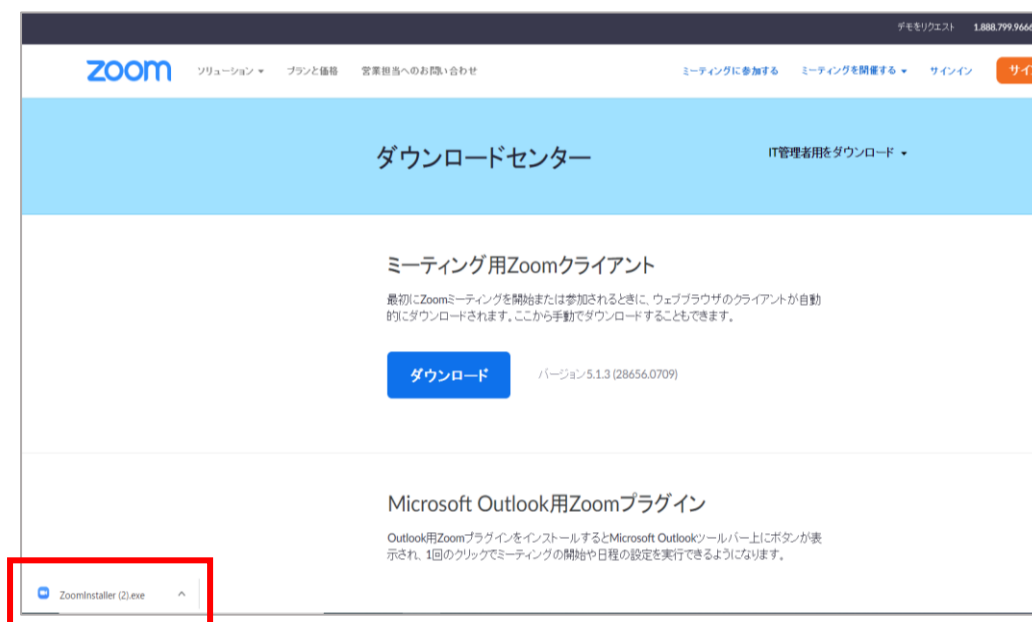 デモをリクエスト 1.888.799.9666
zoom ソリューション プランと価格 営業担当へのお問い合わせ ミーティングに参加する ミーティングを開催する サインイン
ダウンロードセンター IT管理者用をダウンロード
ミーティング用Zoomクライアント
最初にZoomミーティングを開始または参加されるときに、ウェブブラウザのクライアントが自動
的にダウンロードされます。ここから手動でダウンロードすることもできます。
ダウンロード バージョン5.1.3 (28656.0709)
Microsoft Outlook用Zoomプラグイン
Outlook用ZoomプラグインをインストールするとMicrosoft Outlookツールバー上にボタンが表
示され、1回のクリックでミーティングの開始や日程の設定を実行できるようになります。
ZoomInstaller (2).exe